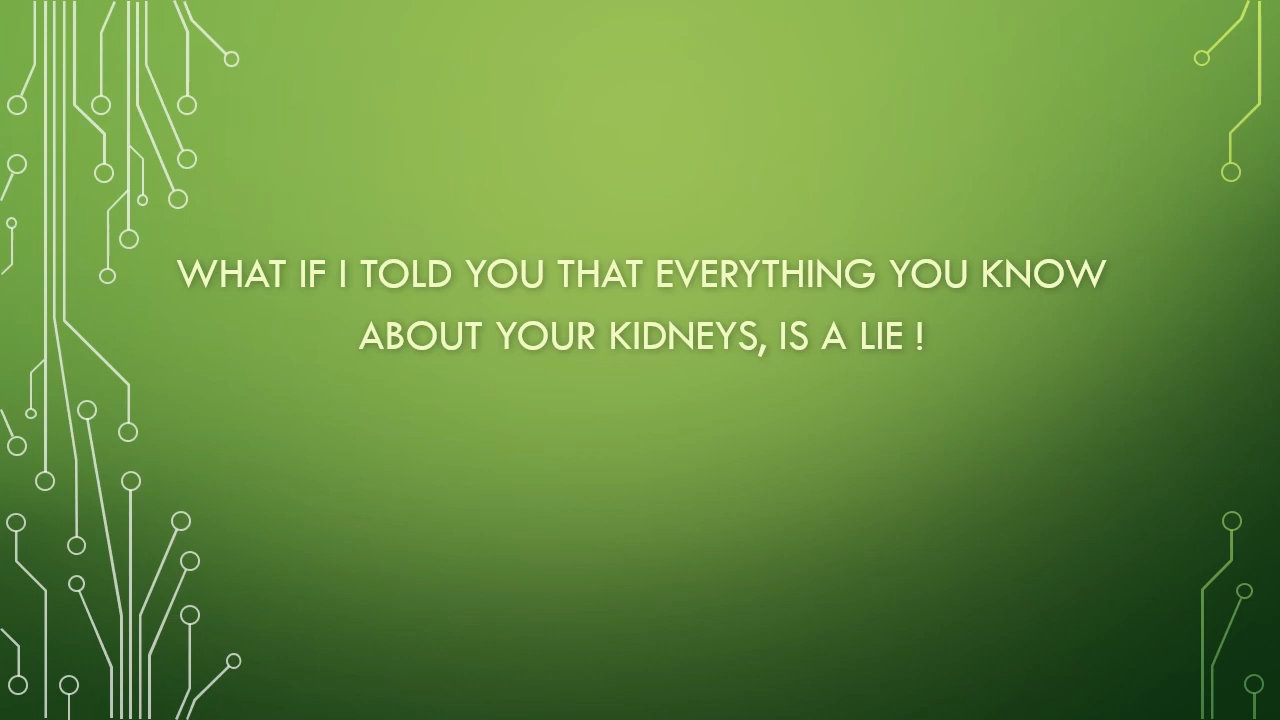 WHAT IF I TOLD YOU THAT EVERYTHING YOU KNOW
ABOUT YOUR KIDNEYS, IS A LIE !